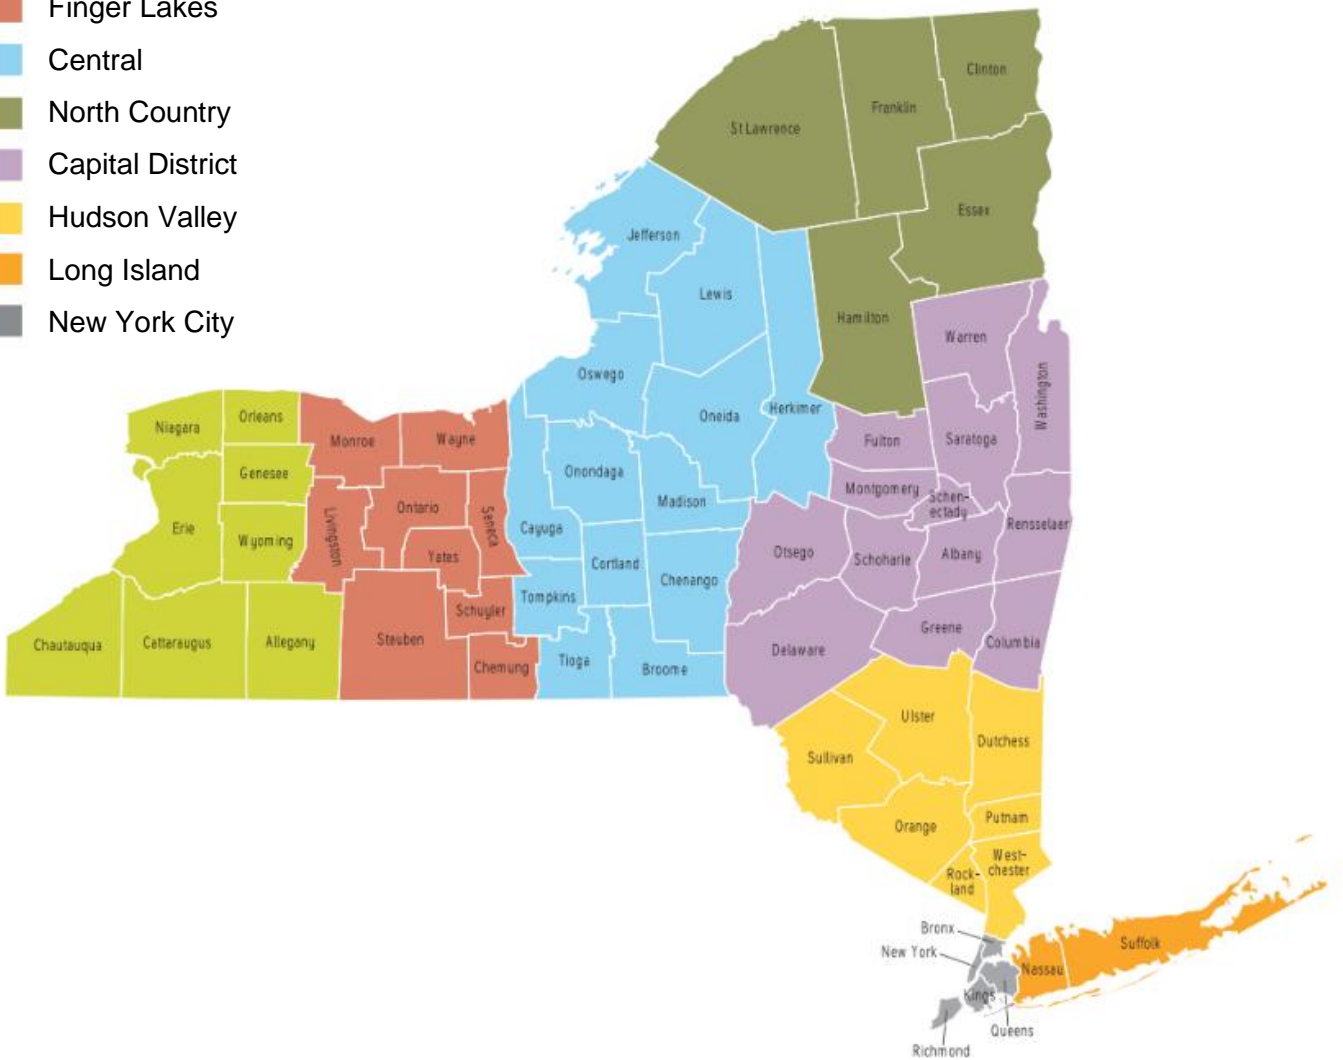 Finger Lakes
Central
North Country
Capital District
Hudson Valley
Long Island
New York City
Clinton
Franklin
St Lawrence
Essex
Jefferson
Lewis
Hamilton
Warren
Washington
Oswego
Oneida
Herkimer
Niagara
Orleans
Monroe
Wayne
Fulton
Saratoga
Genesee
Onondaga
Madison
Montgomery
Schen-
ectady
Rensselaer
Erie
Wyoming
Livingston
Ontario
Seneca
Cayuga
Yates
Cortland
Chenango
Otsego
Schoharie
Albany
Tompkins
Schuyler
Chautauqua
Cattaraugus
Allegany
Steuben
Chemung
Tioga
Broome
Delaware
Greene
Columbia
Ulster
Dutchess
Sullivan
Orange
Putnam
West-
chester
Rock-
land
Bronx
New York
Nassau
Suffolk
Kings
Queens
Richmond